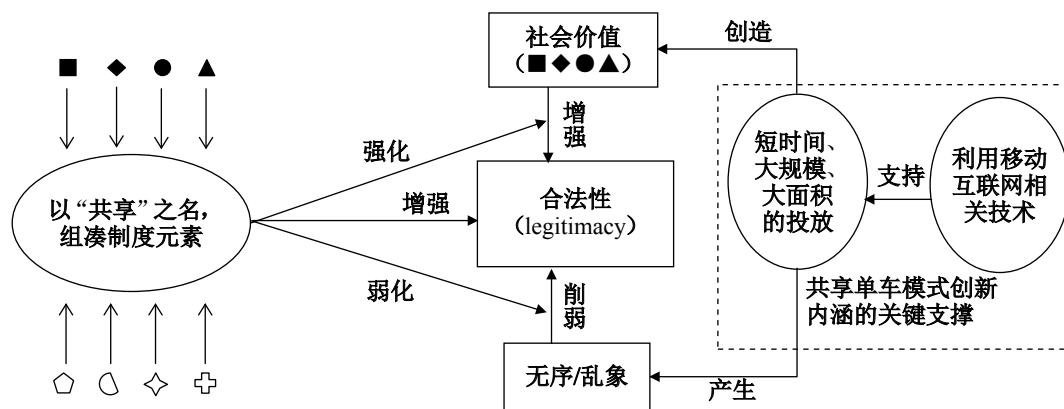 社会价值
（■◆●▲）
创造
增
强
强化
短时间、
大规模、
大面积
的投放
支持
利用移动
互联网相
关技术
以“共享”之名，
组凑制度元素
增强
合法性
（legitimacy）
弱化
削
弱
共享单车模式创新
内涵的关键支撑
无序/乱象
产生